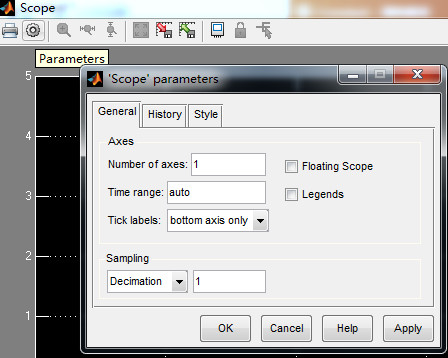 Scope
Parameters
5
4
3
2
1
'Scope' parameters
General History Style
Axes
Number of axes: 1
Floating Scope
Time range: auto
Legends
Tick labels: bottom axis only
Sampling
Decimation 1
OK Cancel Help Apply